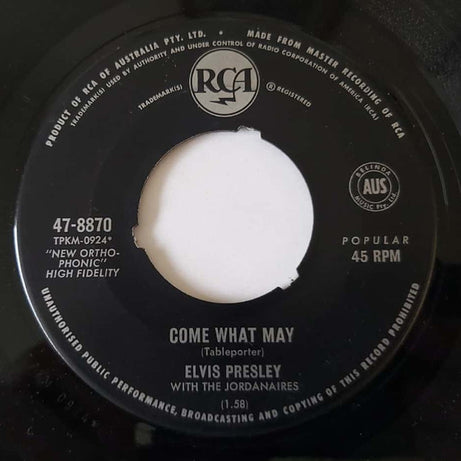 PRODUCT OF RCA OF AUSTRALIA PTY. LTD. • MADE FROM MASTER RECORDING OF RCA
TRADEMARK(S) USED BY AUTHORITY AND UNDER CONTROL OF RADIO CORPORATION OF AMERICA (RCA)
RCA
TRADEMARK(S) ® REGISTERED
BELINDA
AUS
MUSIC Pty. Ltd
47-8870
TPKM-0924*
"NEW ORTHO-
PHONIC"
HIGH FIDELITY
POPULAR
45 RPM
COME WHAT MAY
(Tableporter)
ELVIS PRESLEY
WITH THE JORDANAIRES
(1.58)
UNAUTHORISED PUBLIC PERFORMANCE, BROADCASTING AND COPYING OF THIS RECORD PROHIBITED